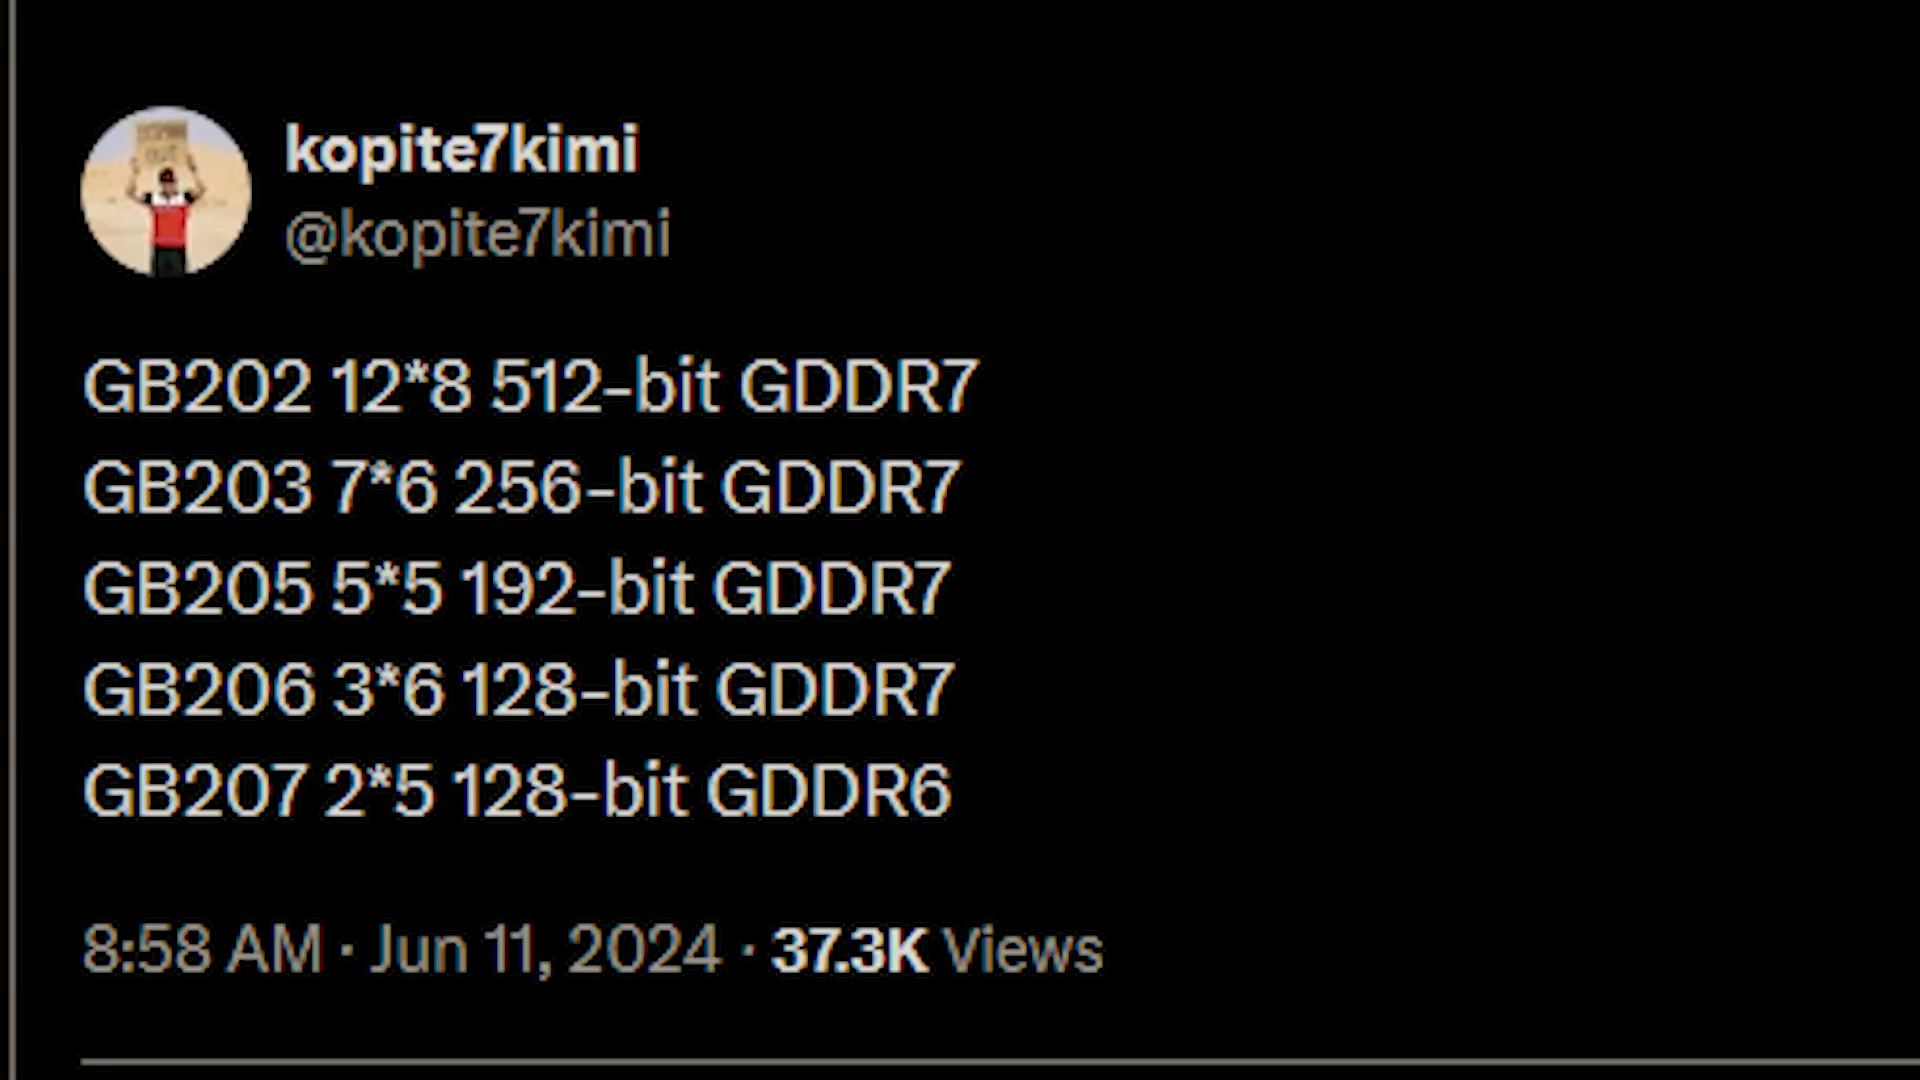 kopite7kimi
@kopite7kimi
GB202 12*8 512-bit GDDR7
GB203 7*6 256-bit GDDR7
GB205 5*5 192-bit GDDR7
GB206 3*6 128-bit GDDR7
GB207 2*5 128-bit GDDR6
8:58 AM · Jun 11, 2024 · 37.3K Views